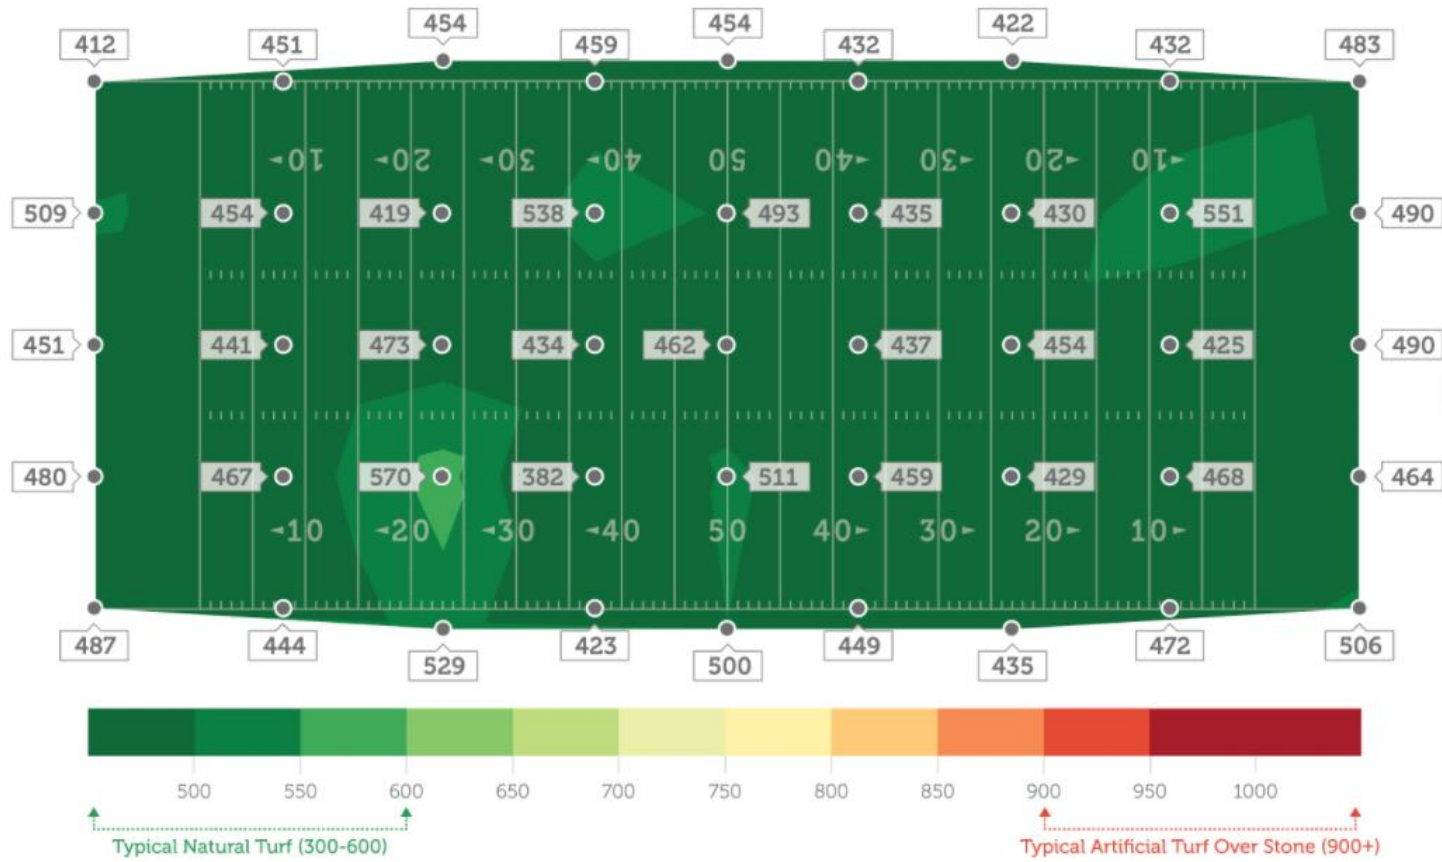 454 454 422
412 451 459 432 432 483
◄10 ◄20 ◄30 ◄40 50 40► 30► 20► 10►
509 454 419 538 493 435 430 551 490
451 441 473 434 462 437 454 425 490
480 467 570 382 511 459 429 468 464
◄10 ◄20 ◄30 ◄40 50 40► 30► 20► 10►
487 444 423 449 472 506
529 500 435
500 550 600 650 700 750 800 850 900 950 1000
Typical Natural Turf (300-600) Typical Artificial Turf Over Stone (900+)